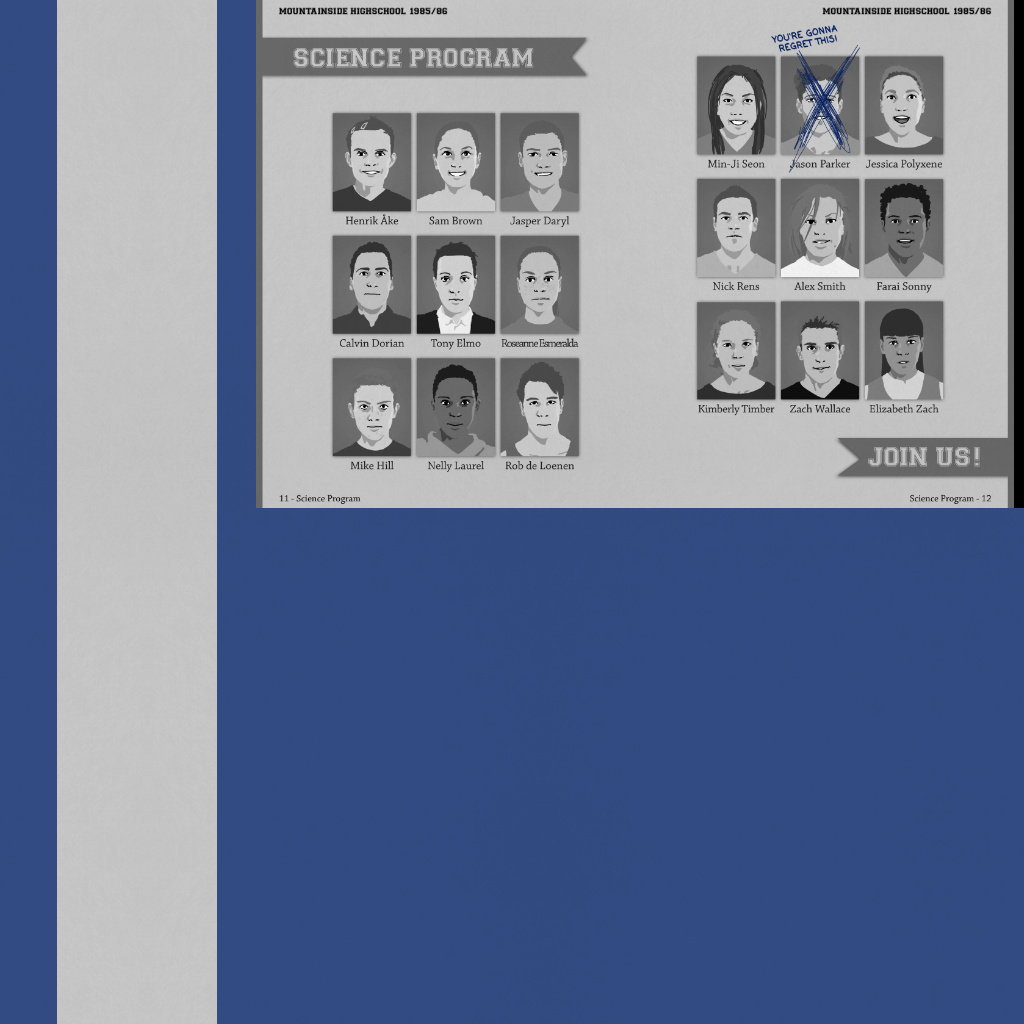 MOUNTAINSIDE HIGHSCHOOL 1985/86
SCIENCE PROGRAM
Henrik Åke
Sam Brown
Jasper Daryl
Calvin Dorian
Tony Elmo
Roseanne Esmeralda
Mike Hill
Nelly Laurel
Rob de Loenen
11 - Science Program
MOUNTAINSIDE HIGHSCHOOL 1985/86
YOU'RE GONNA
REGRET THIS!
Min-Ji Seon
Jason Parker
Jessica Polyxene
Nick Rens
Alex Smith
Farai Sonny
Kimberly Timber
Zach Wallace
Elizabeth Zach
JOIN US!
Science Program - 12